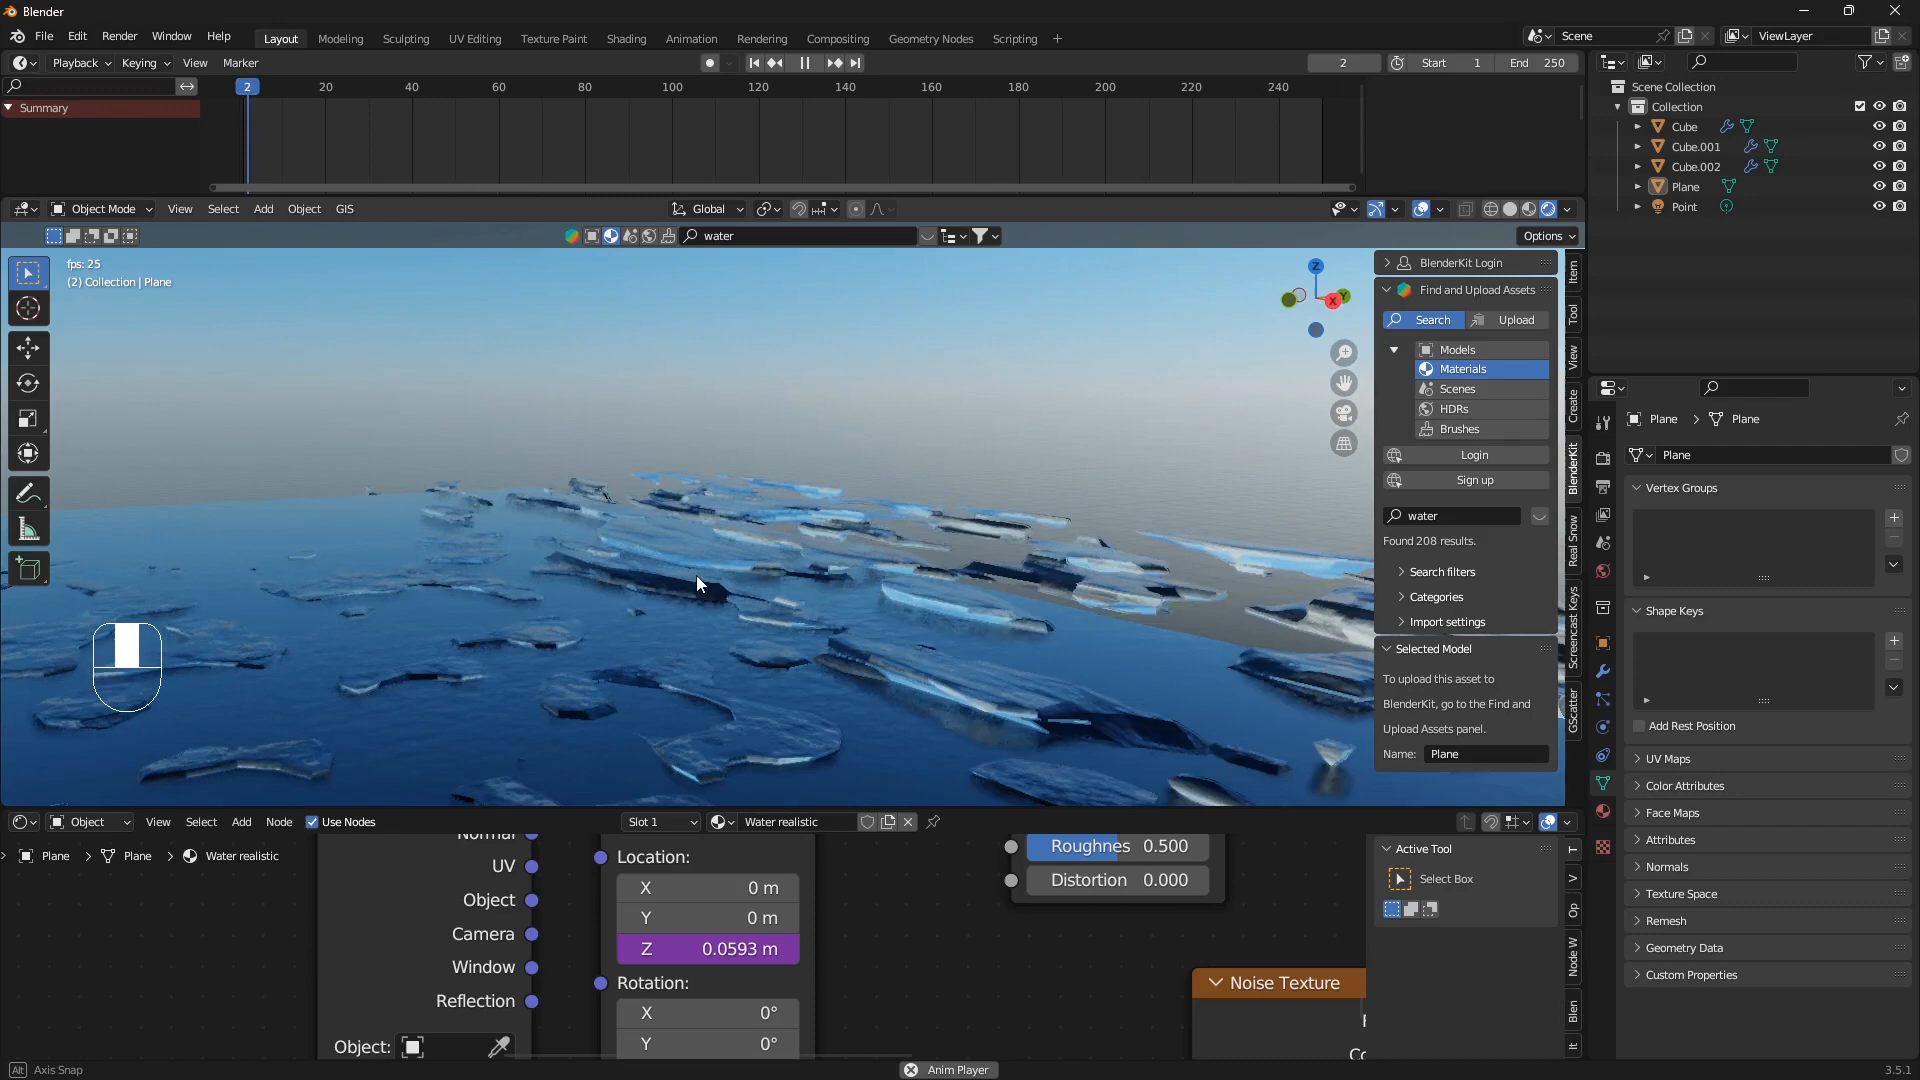 Blender
File Edit Render Window Help
Layout Modeling Sculpting UV Editing Texture Paint Shading Animation Rendering Compositing Geometry Nodes Scripting +
Scene
ViewLayer
Playback Keying View Marker
2
Start 1
End 250
2 20 40 60 80 100 120 140 160 180 200 220 240
Summary
Object Mode View Select Add Object GIS
Global
water
Options
fps: 25
(2) Collection | Plane
Z
Y
X
BlenderKit Login
Find and Upload Assets
Search Upload
Models
Materials
Scenes
HDRs
Brushes
Login
Sign up
water
Found 208 results.
Search filters
Categories
Import settings
Selected Model
To upload this asset to
BlenderKit, go to the Find and
Upload Assets panel.
Name: Plane
Item
Tool
View
Create
BlenderKit
Real Snow
Screencast Keys
GScatter
Scene Collection
Collection
Cube
Cube.001
Cube.002
Plane
Point
Plane > Plane
Plane
Vertex Groups
Shape Keys
Add Rest Position
UV Maps
Color Attributes
Face Maps
Attributes
Normals
Texture Space
Remesh
Geometry Data
Custom Properties
Object View Select Add Node Use Nodes
Slot 1
Water realistic
Plane > Plane > Water realistic
Normal
UV
Object
Camera
Window
Reflection
Object:
Location:
X 0 m
Y 0 m
Z 0.0593 m
Rotation:
X 0°
Y 0°
Roughnes 0.500
Distortion 0.000
Noise Texture
Active Tool
Select Box
T
V
Op
Node W
Blen
It
Alt Axis Snap
Anim Player
3.5.1